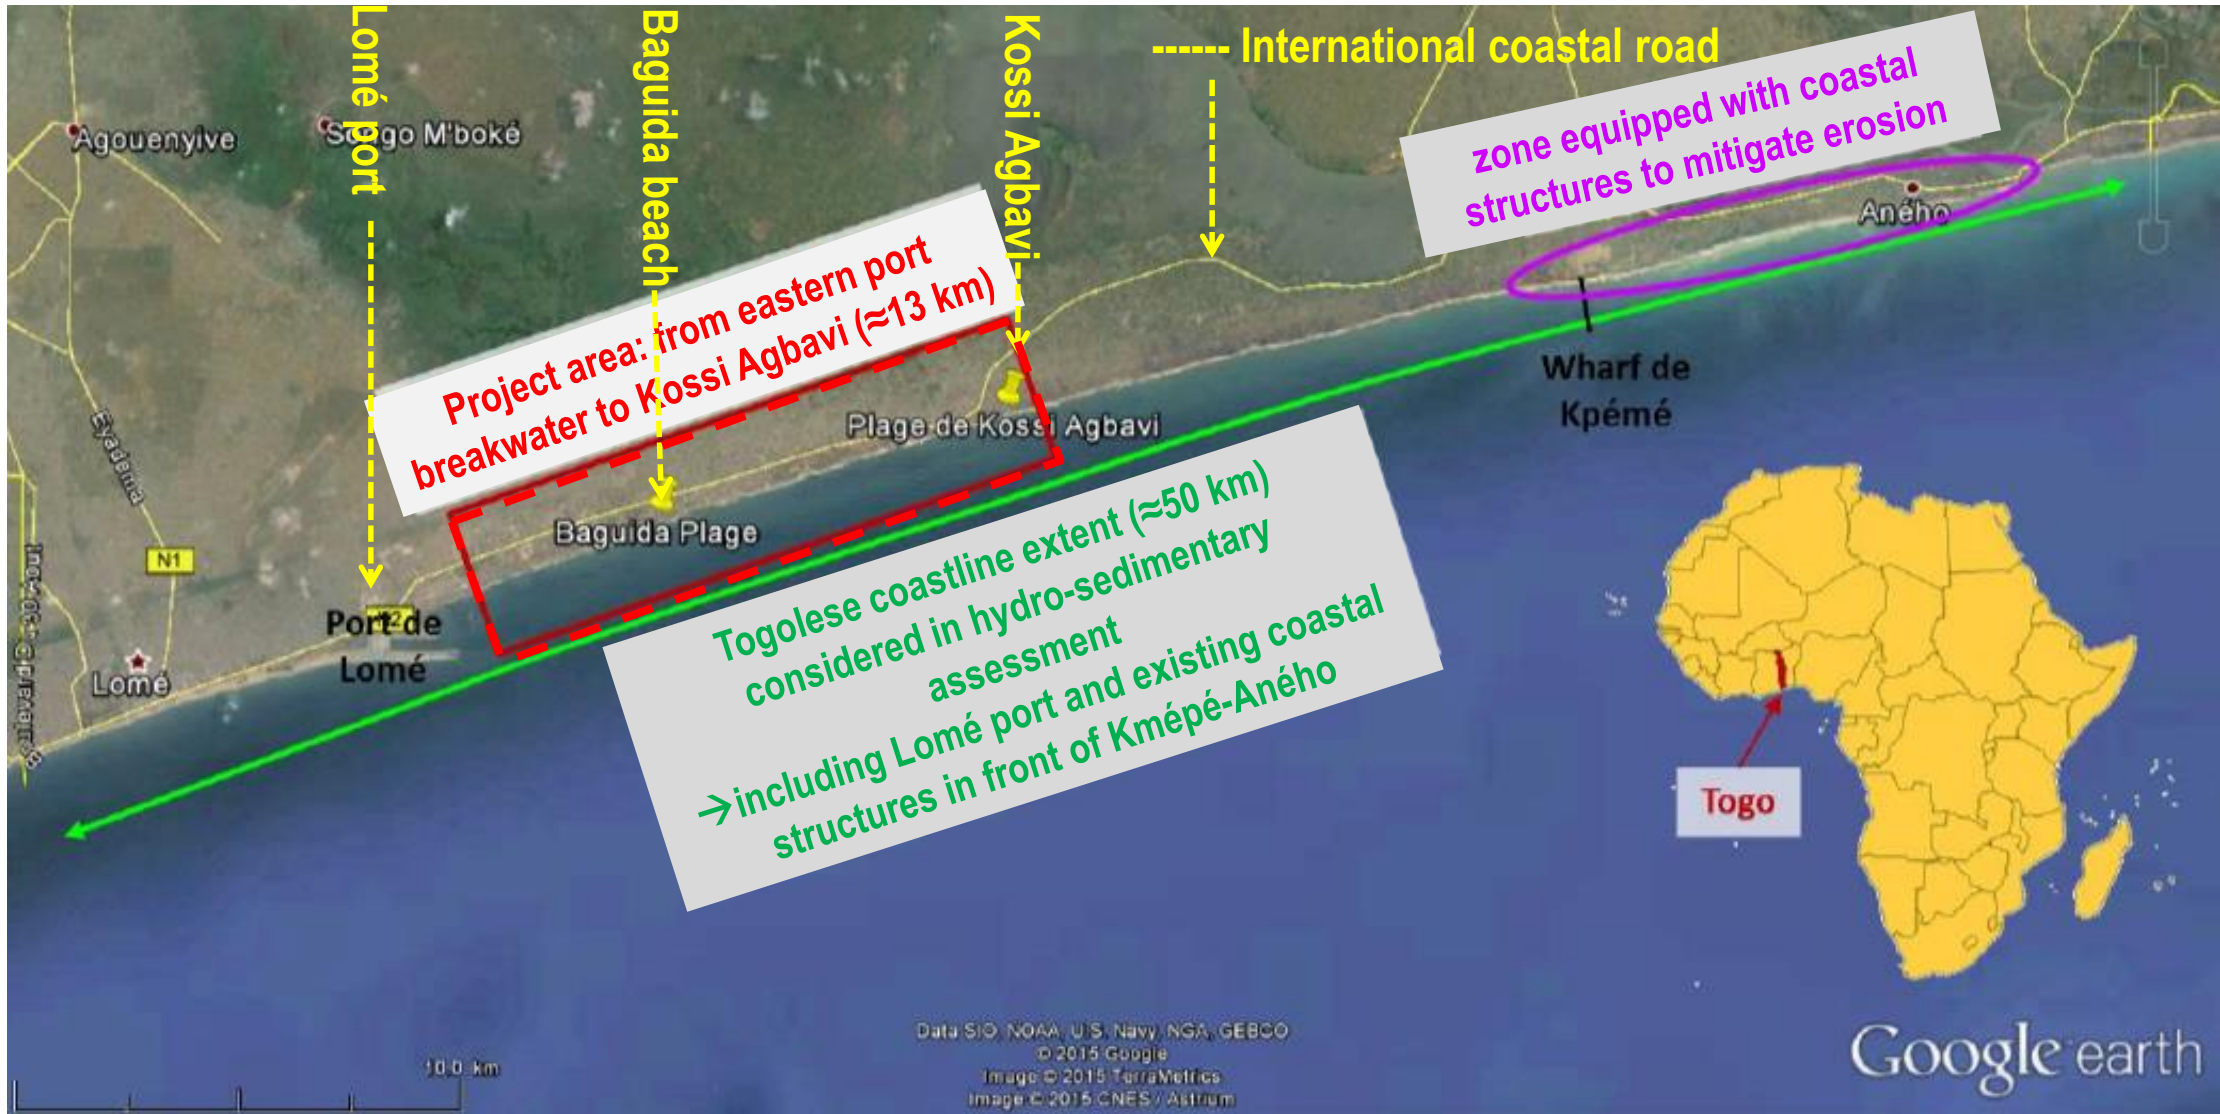 Lomé port
Baguida beach
Kossi Agbavi
------ International coastal road
zone equipped with coastal
structures to mitigate erosion
Agouenyive
Sango M'boké
Aného
Project area: from eastern port
breakwater to Kossi Agbavi (≈13 km)
Wharf de
Kpémé
Plage de Kossi Agbavi
Eyadema
Baguida Plage
N1
Togolese coastline extent (≈50 km)
considered in hydro-sedimentary
assessment
→including Lomé port and existing coastal
structures in front of Kmépé-Aného
Port de
Lomé
Lomé
Togo
Data SIO, NOAA, U.S. Navy, NGA, GEBCO
© 2015 Google
Image © 2015 TerraMetrics
Image © 2015 CNES / Astrium
10,0 km
Google earth